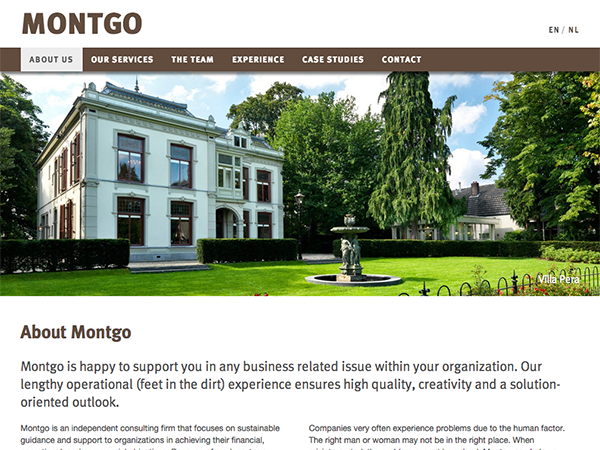 MONTGO
EN / NL
ABOUT US OUR SERVICES THE TEAM EXPERIENCE CASE STUDIES CONTACT
Villa Pera
About Montgo
Montgo is happy to support you in any business related issue within your organization. Our
lengthy operational (feet in the dirt) experience ensures high quality, creativity and a solution-
oriented outlook.
Montgo is an independent consulting firm that focuses on sustainable
guidance and support to organizations in achieving their financial,
Companies very often experience problems due to the human factor.
The right man or woman may not be in the right place. When